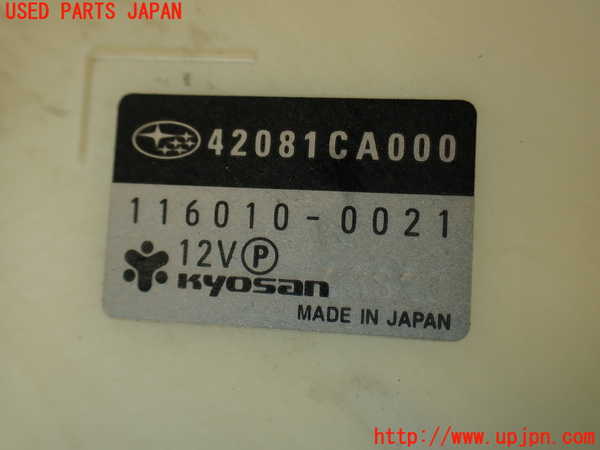 USED PARTS JAPAN
42081CA000
116010-0021
12V P
KYOSAN
MADE IN JAPAN
http://www.upjpn.com/